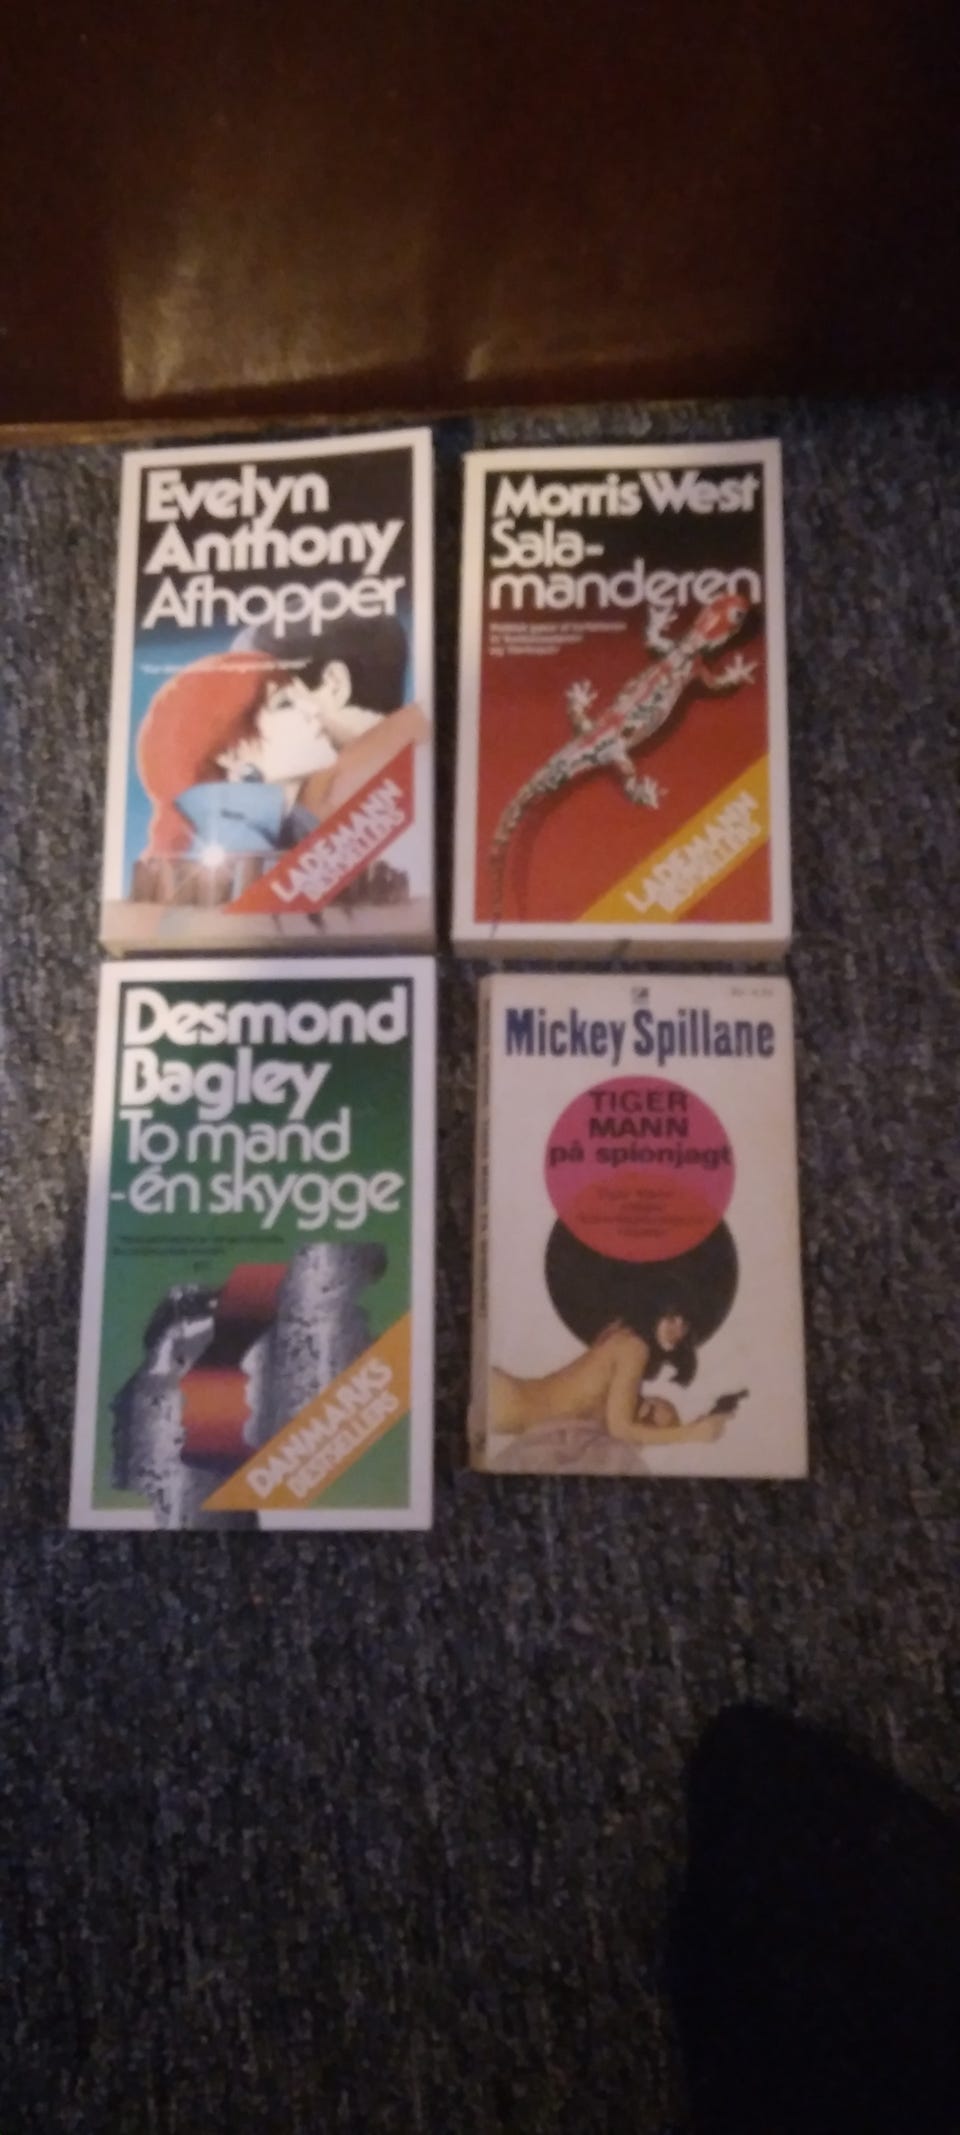 Evelyn
Anthony
Afhopper
LADEMANN
BESTSELLERS
Morris West
Sala-
manderen
LADEMANN
BESTSELLERS
Desmond
Bagley
To mand
-én skygge
DANMARKS
BESTSELLERS
Mickey Spillane
TIGER
MANN
på spionjagt